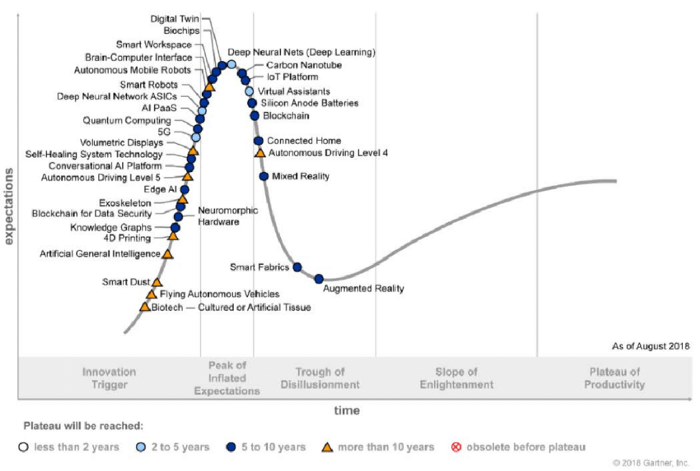 Digital Twin
Biochips
Smart Workspace
Brain-Computer Interface
Autonomous Mobile Robots
Smart Robots
Deep Neural Network ASICs
AI PaaS
Quantum Computing
5G
Volumetric Displays
Self-Healing System Technology
Conversational AI Platform
Autonomous Driving Level 5
Edge AI
Exoskeleton
Blockchain for Data Security
Neuromorphic
Hardware
Knowledge Graphs
4D Printing
Artificial General Intelligence
Smart Dust
Flying Autonomous Vehicles
Biotech — Cultured or Artificial Tissue
Deep Neural Nets (Deep Learning)
Carbon Nanotube
IoT Platform
Virtual Assistants
Silicon Anode Batteries
Blockchain
Connected Home
Autonomous Driving Level 4
Mixed Reality
Smart Fabrics
Augmented Reality
expectations
As of August 2018
Innovation
Trigger
Peak of
Inflated
Expectations
Trough of
Disillusionment
Slope of
Enlightenment
Plateau of
Productivity
time
Plateau will be reached:
less than 2 years
2 to 5 years
5 to 10 years
more than 10 years
obsolete before plateau
© 2018 Gartner, Inc.